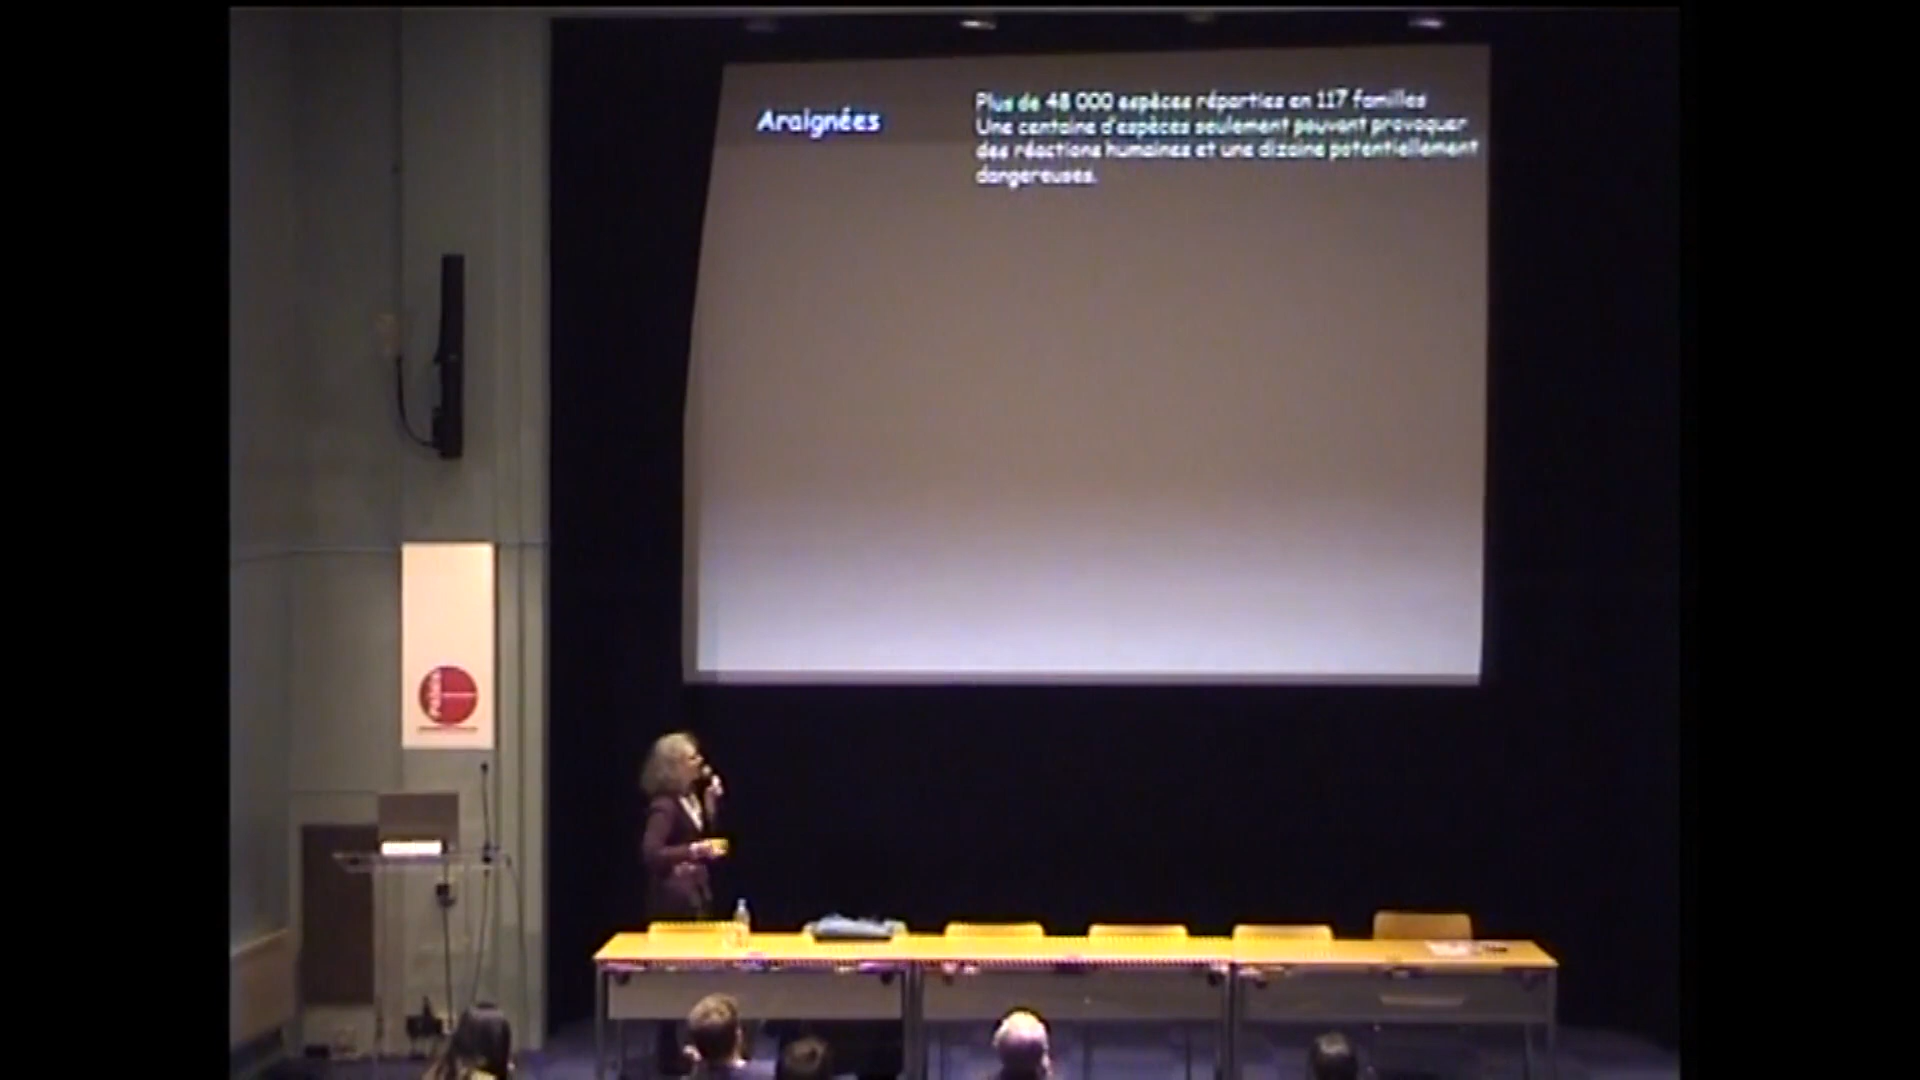 Araignées
Plus de 48 000 espèces réparties en 117 familles
Une centaine d'espèces seulement pouvant provoquer
des réactions humaines et une dizaine potentiellement
dangereuses.